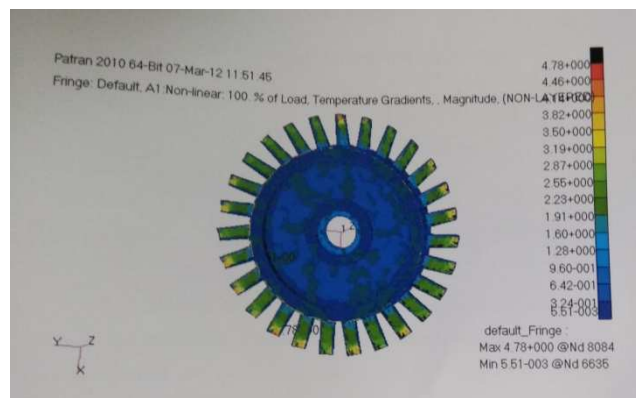 Patran 2010 64-Bit 07-Mar-12 11:51:45
Fringe: Default, A1:Non-linear: 100. % of Load, Temperature Gradients, , Magnitude, (NON-LAYERED)
4.78+000
4.46+000
4.14+000
3.82+000
3.50+000
3.19+000
2.87+000
2.55+000
2.23+000
1.91+000
1.60+000
1.28+000
9.60-001
6.42-001
3.24-001
5.51-003
default_Fringe :
Max 4.78+000 @Nd 8084
Min 5.51-003 @Nd 6635
Y
Z
X